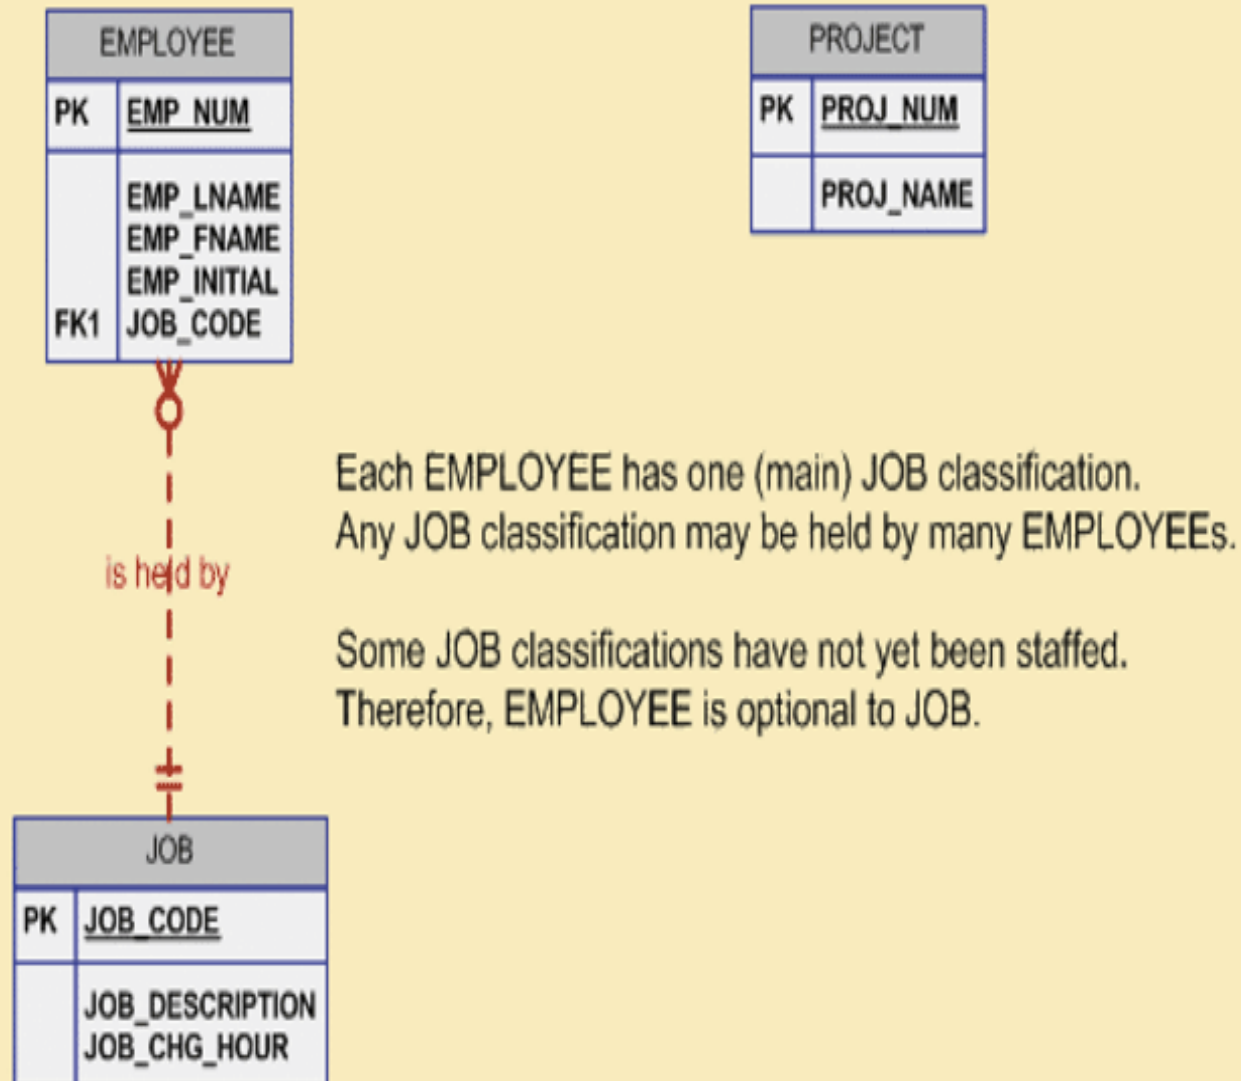 EMPLOYEE
PK EMP_NUM
EMP_LNAME
EMP_FNAME
EMP_INITIAL
FK1 JOB_CODE
PROJECT
PK PROJ_NUM
PROJ_NAME
is held by
Each EMPLOYEE has one (main) JOB classification.
Any JOB classification may be held by many EMPLOYEEs.
Some JOB classifications have not yet been staffed.
Therefore, EMPLOYEE is optional to JOB.
JOB
PK JOB_CODE
JOB_DESCRIPTION
JOB_CHG_HOUR